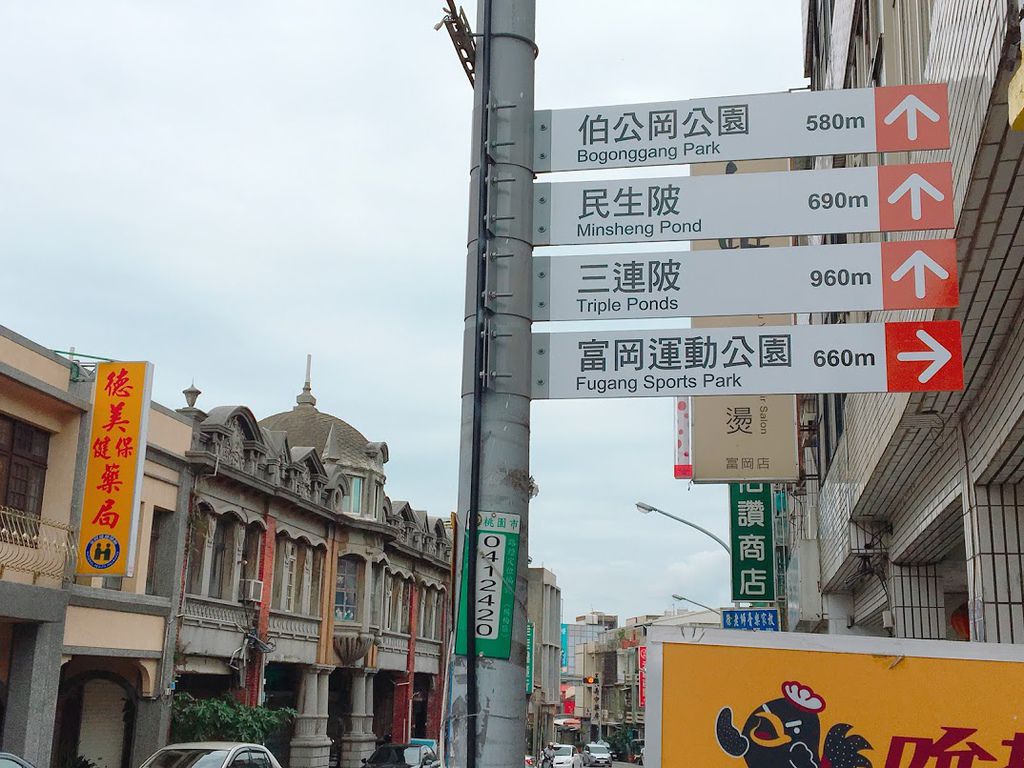 伯公岡公園 580m
Bogonggang Park
民生陂 690m
Minsheng Pond
三連陂 960m
Triple Ponds
富岡運動公園 660m
Fugang Sports Park
德美
健保
藥局
燙
Salon
富岡店
讚商店
桃園市
0412420